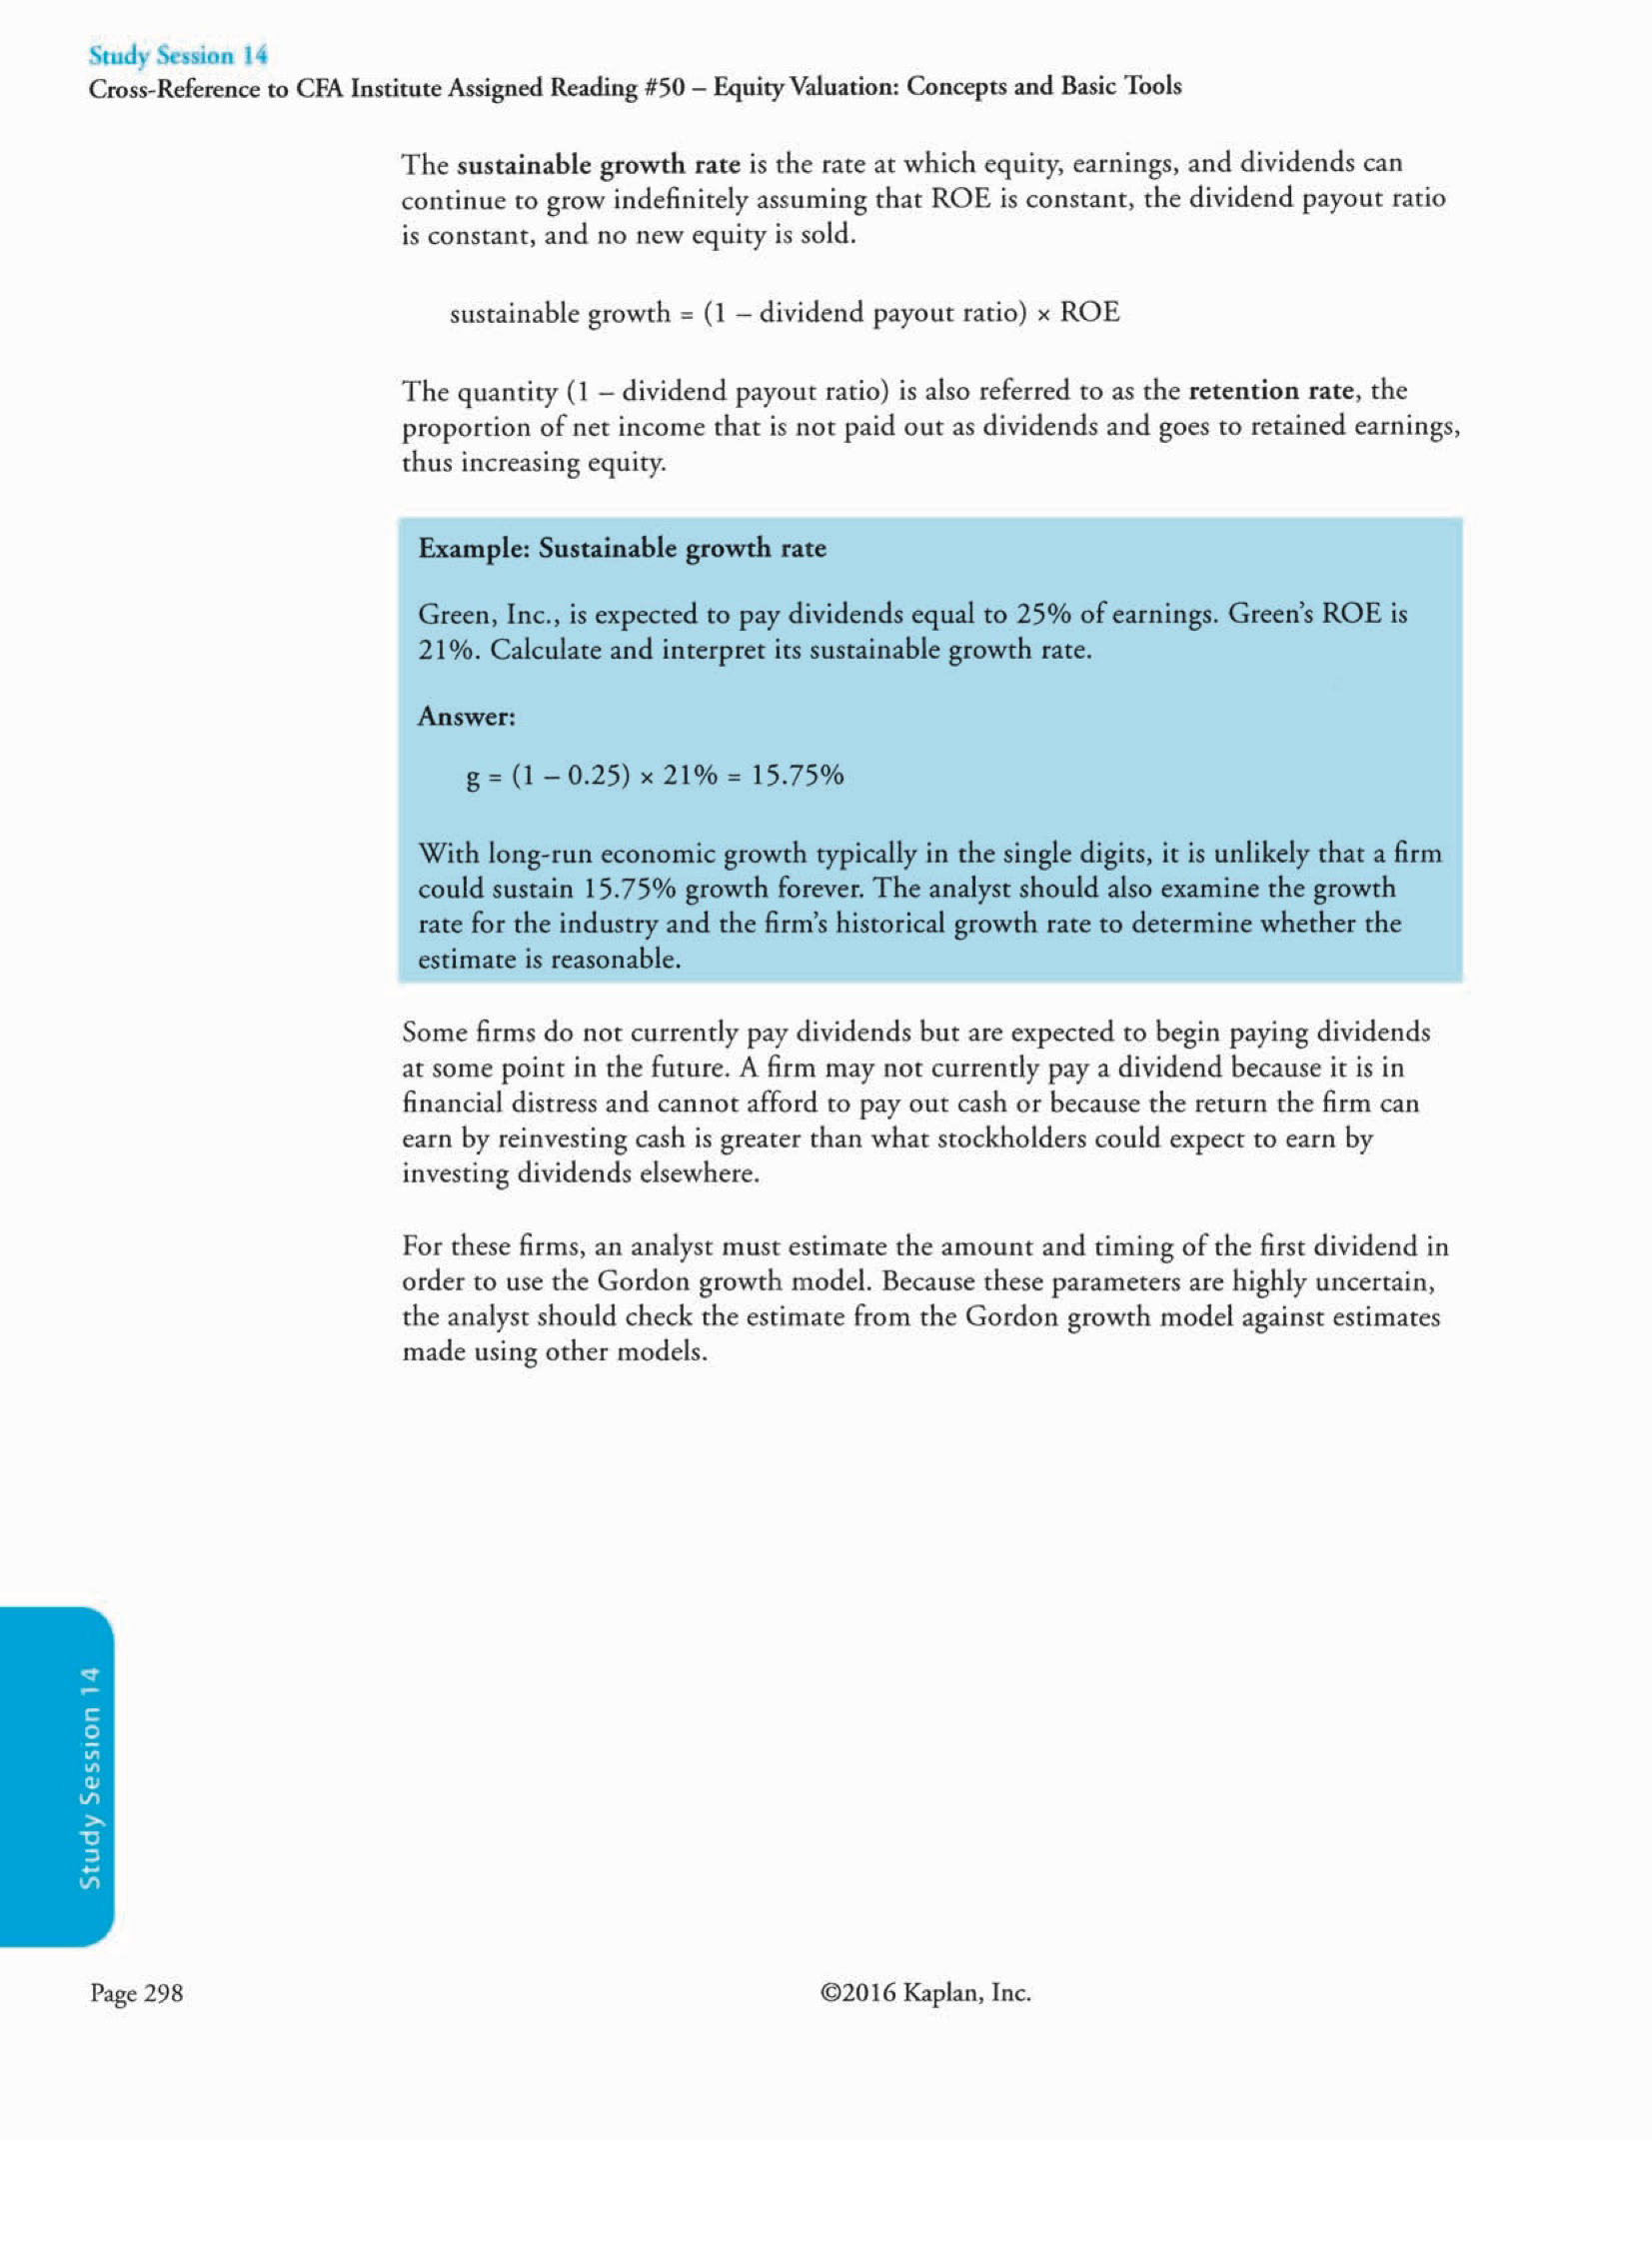 Study Session 14
Cross-Reference to CFA Institute Assigned Reading #50 – Equity Valuation: Concepts and Basic Tools
The sustainable growth rate is the rate at which equity, earnings, and dividends can
continue to grow indefinitely assuming that ROE is constant, the dividend payout ratio
is constant, and no new equity is sold.
sustainable growth = (1 – dividend payout ratio) × ROE
The quantity (1 – dividend payout ratio) is also referred to as the retention rate, the
proportion of net income that is not paid out as dividends and goes to retained earnings,
thus increasing equity.
Example: Sustainable growth rate
Green, Inc., is expected to pay dividends equal to 25% of earnings. Green's ROE is
21%. Calculate and interpret its sustainable growth rate.
Answer:
g = (1 – 0.25) × 21% = 15.75%
With long-run economic growth typically in the single digits, it is unlikely that a firm
could sustain 15.75% growth forever. The analyst should also examine the growth
rate for the industry and the firm's historical growth rate to determine whether the
estimate is reasonable.
Some firms do not currently pay dividends but are expected to begin paying dividends
at some point in the future. A firm may not currently pay a dividend because it is in
financial distress and cannot afford to pay out cash or because the return the firm can
earn by reinvesting cash is greater than what stockholders could expect to earn by
investing dividends elsewhere.
For these firms, an analyst must estimate the amount and timing of the first dividend in
order to use the Gordon growth model. Because these parameters are highly uncertain,
the analyst should check the estimate from the Gordon growth model against estimates
made using other models.
Study Session 14
Page 298
©2016 Kaplan, Inc.